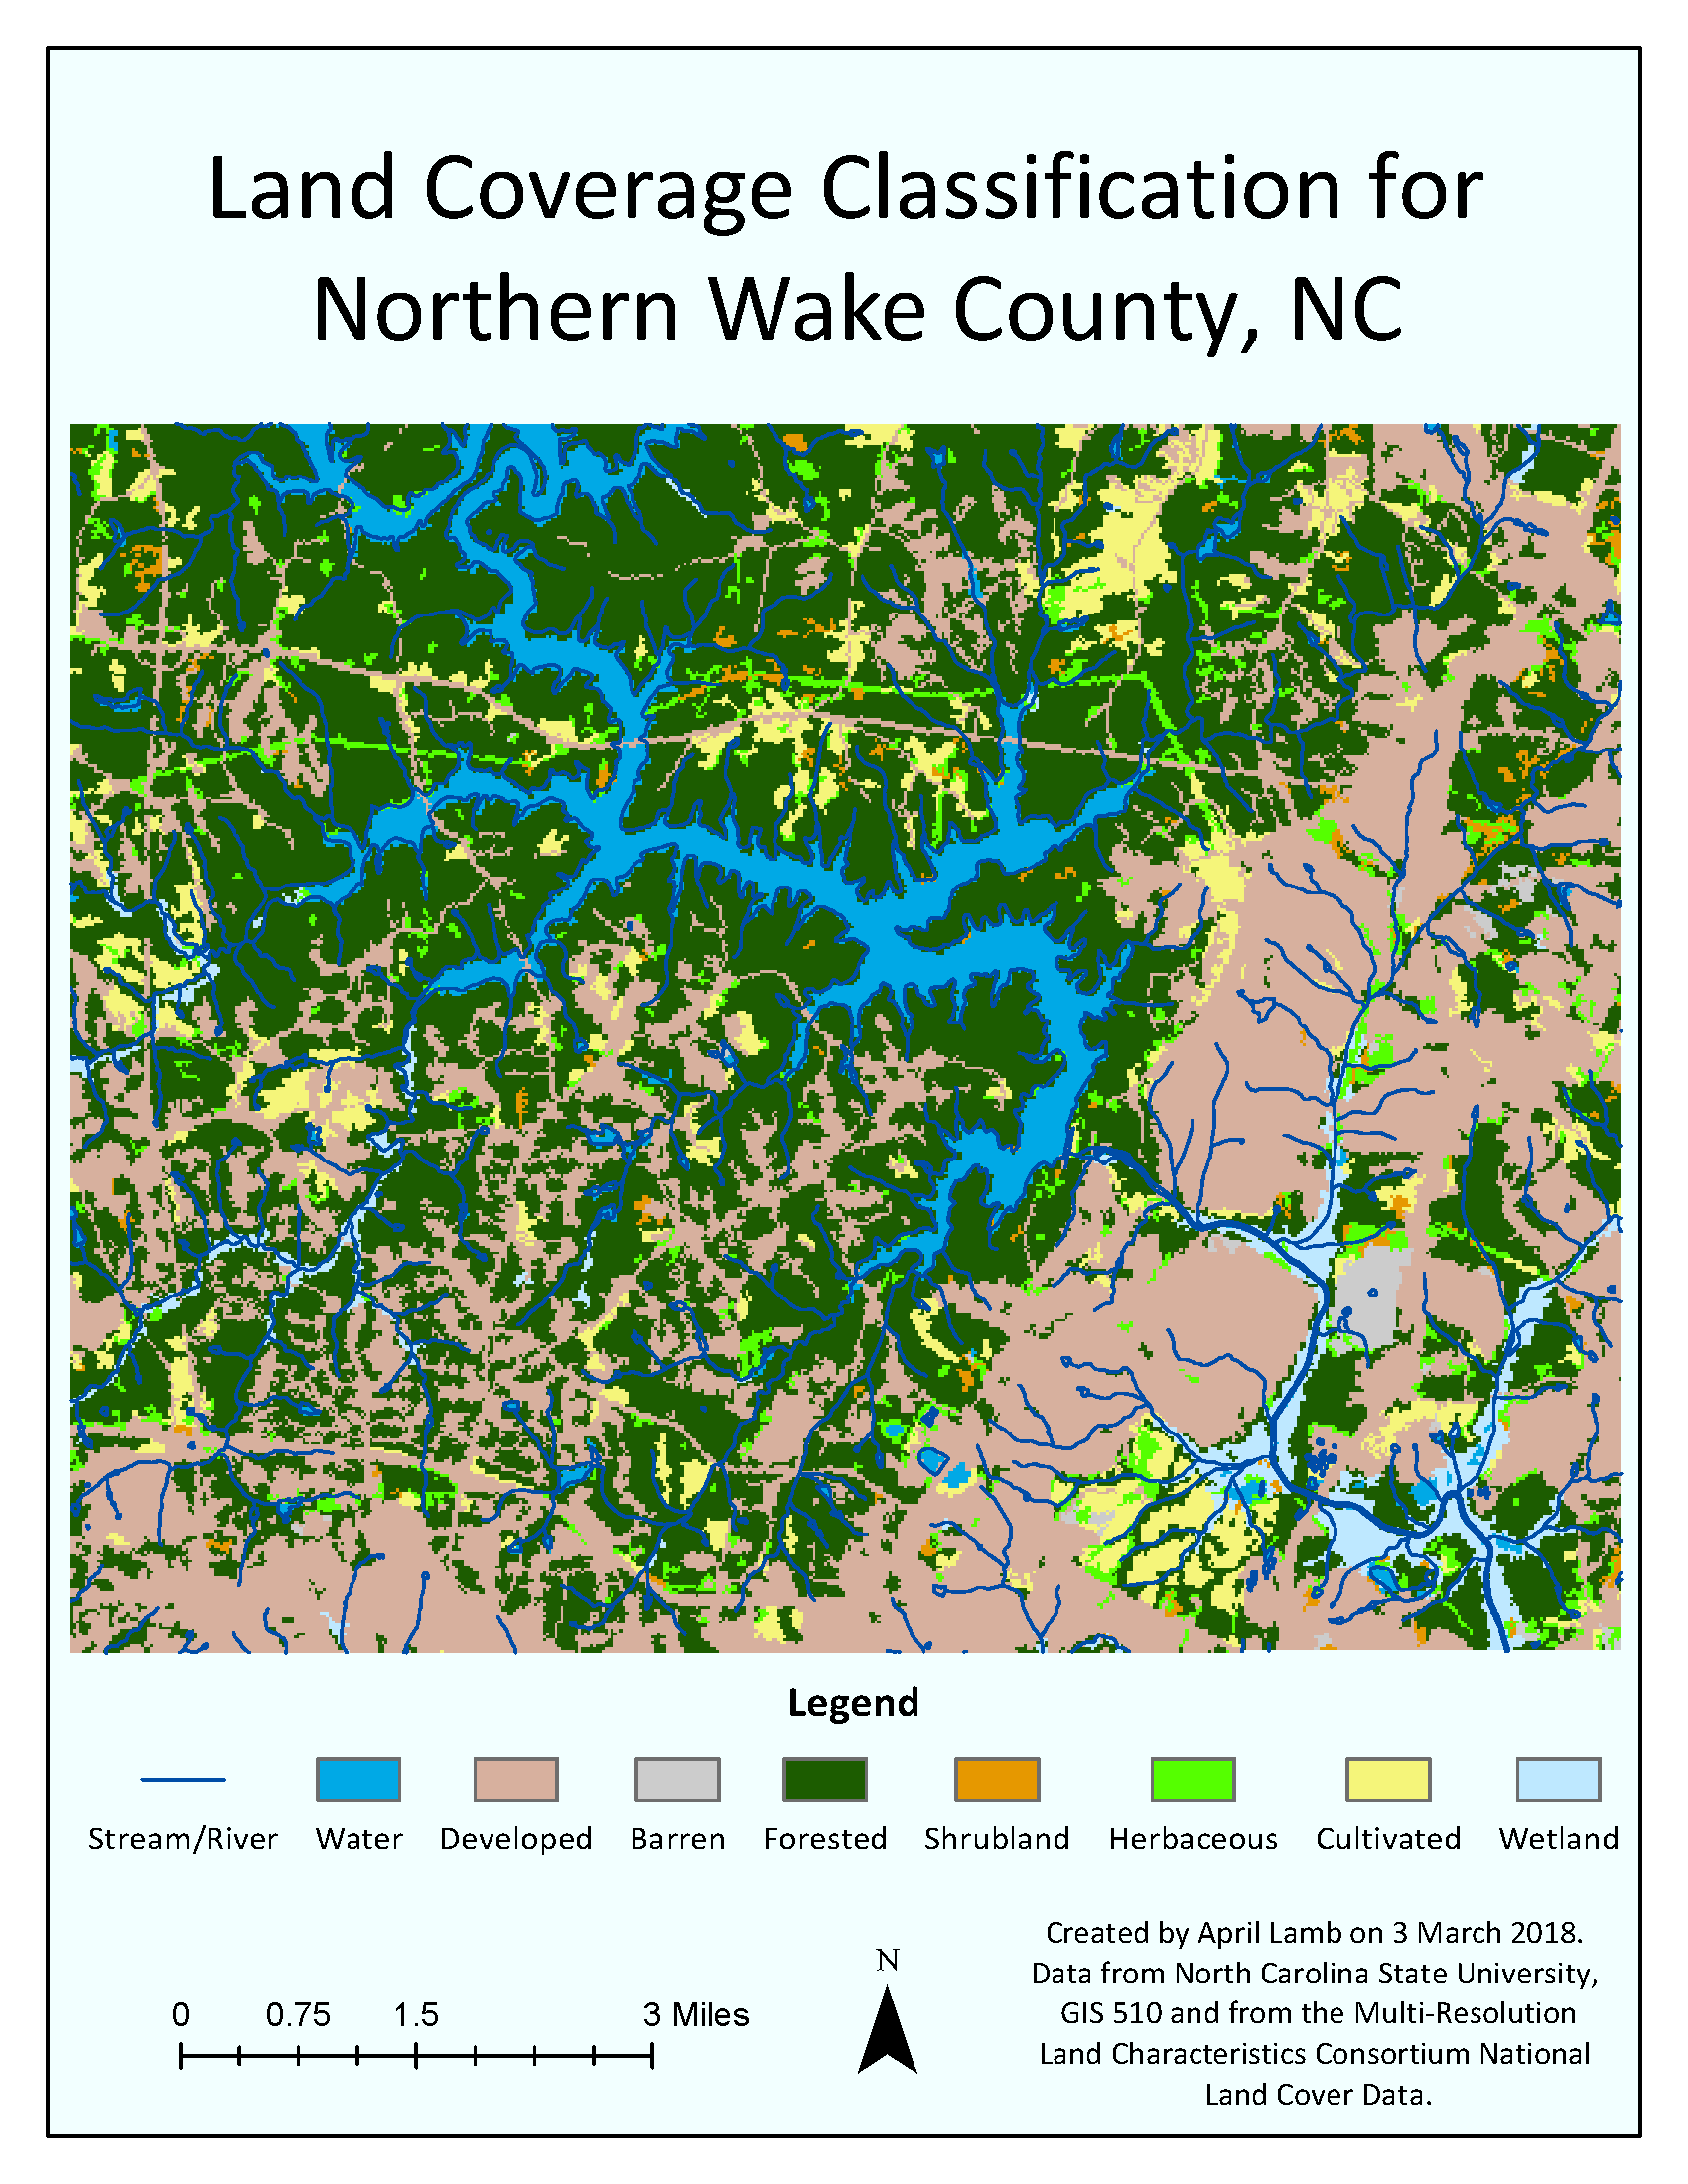 Land Coverage Classification for
Northern Wake County, NC
Legend
Stream/River Water Developed Barren Forested Shrubland Herbaceous Cultivated Wetland
0 0.75 1.5 3 Miles
N
Created by April Lamb on 3 March 2018.
Data from North Carolina State University,
GIS 510 and from the Multi-Resolution
Land Characteristics Consortium National
Land Cover Data.